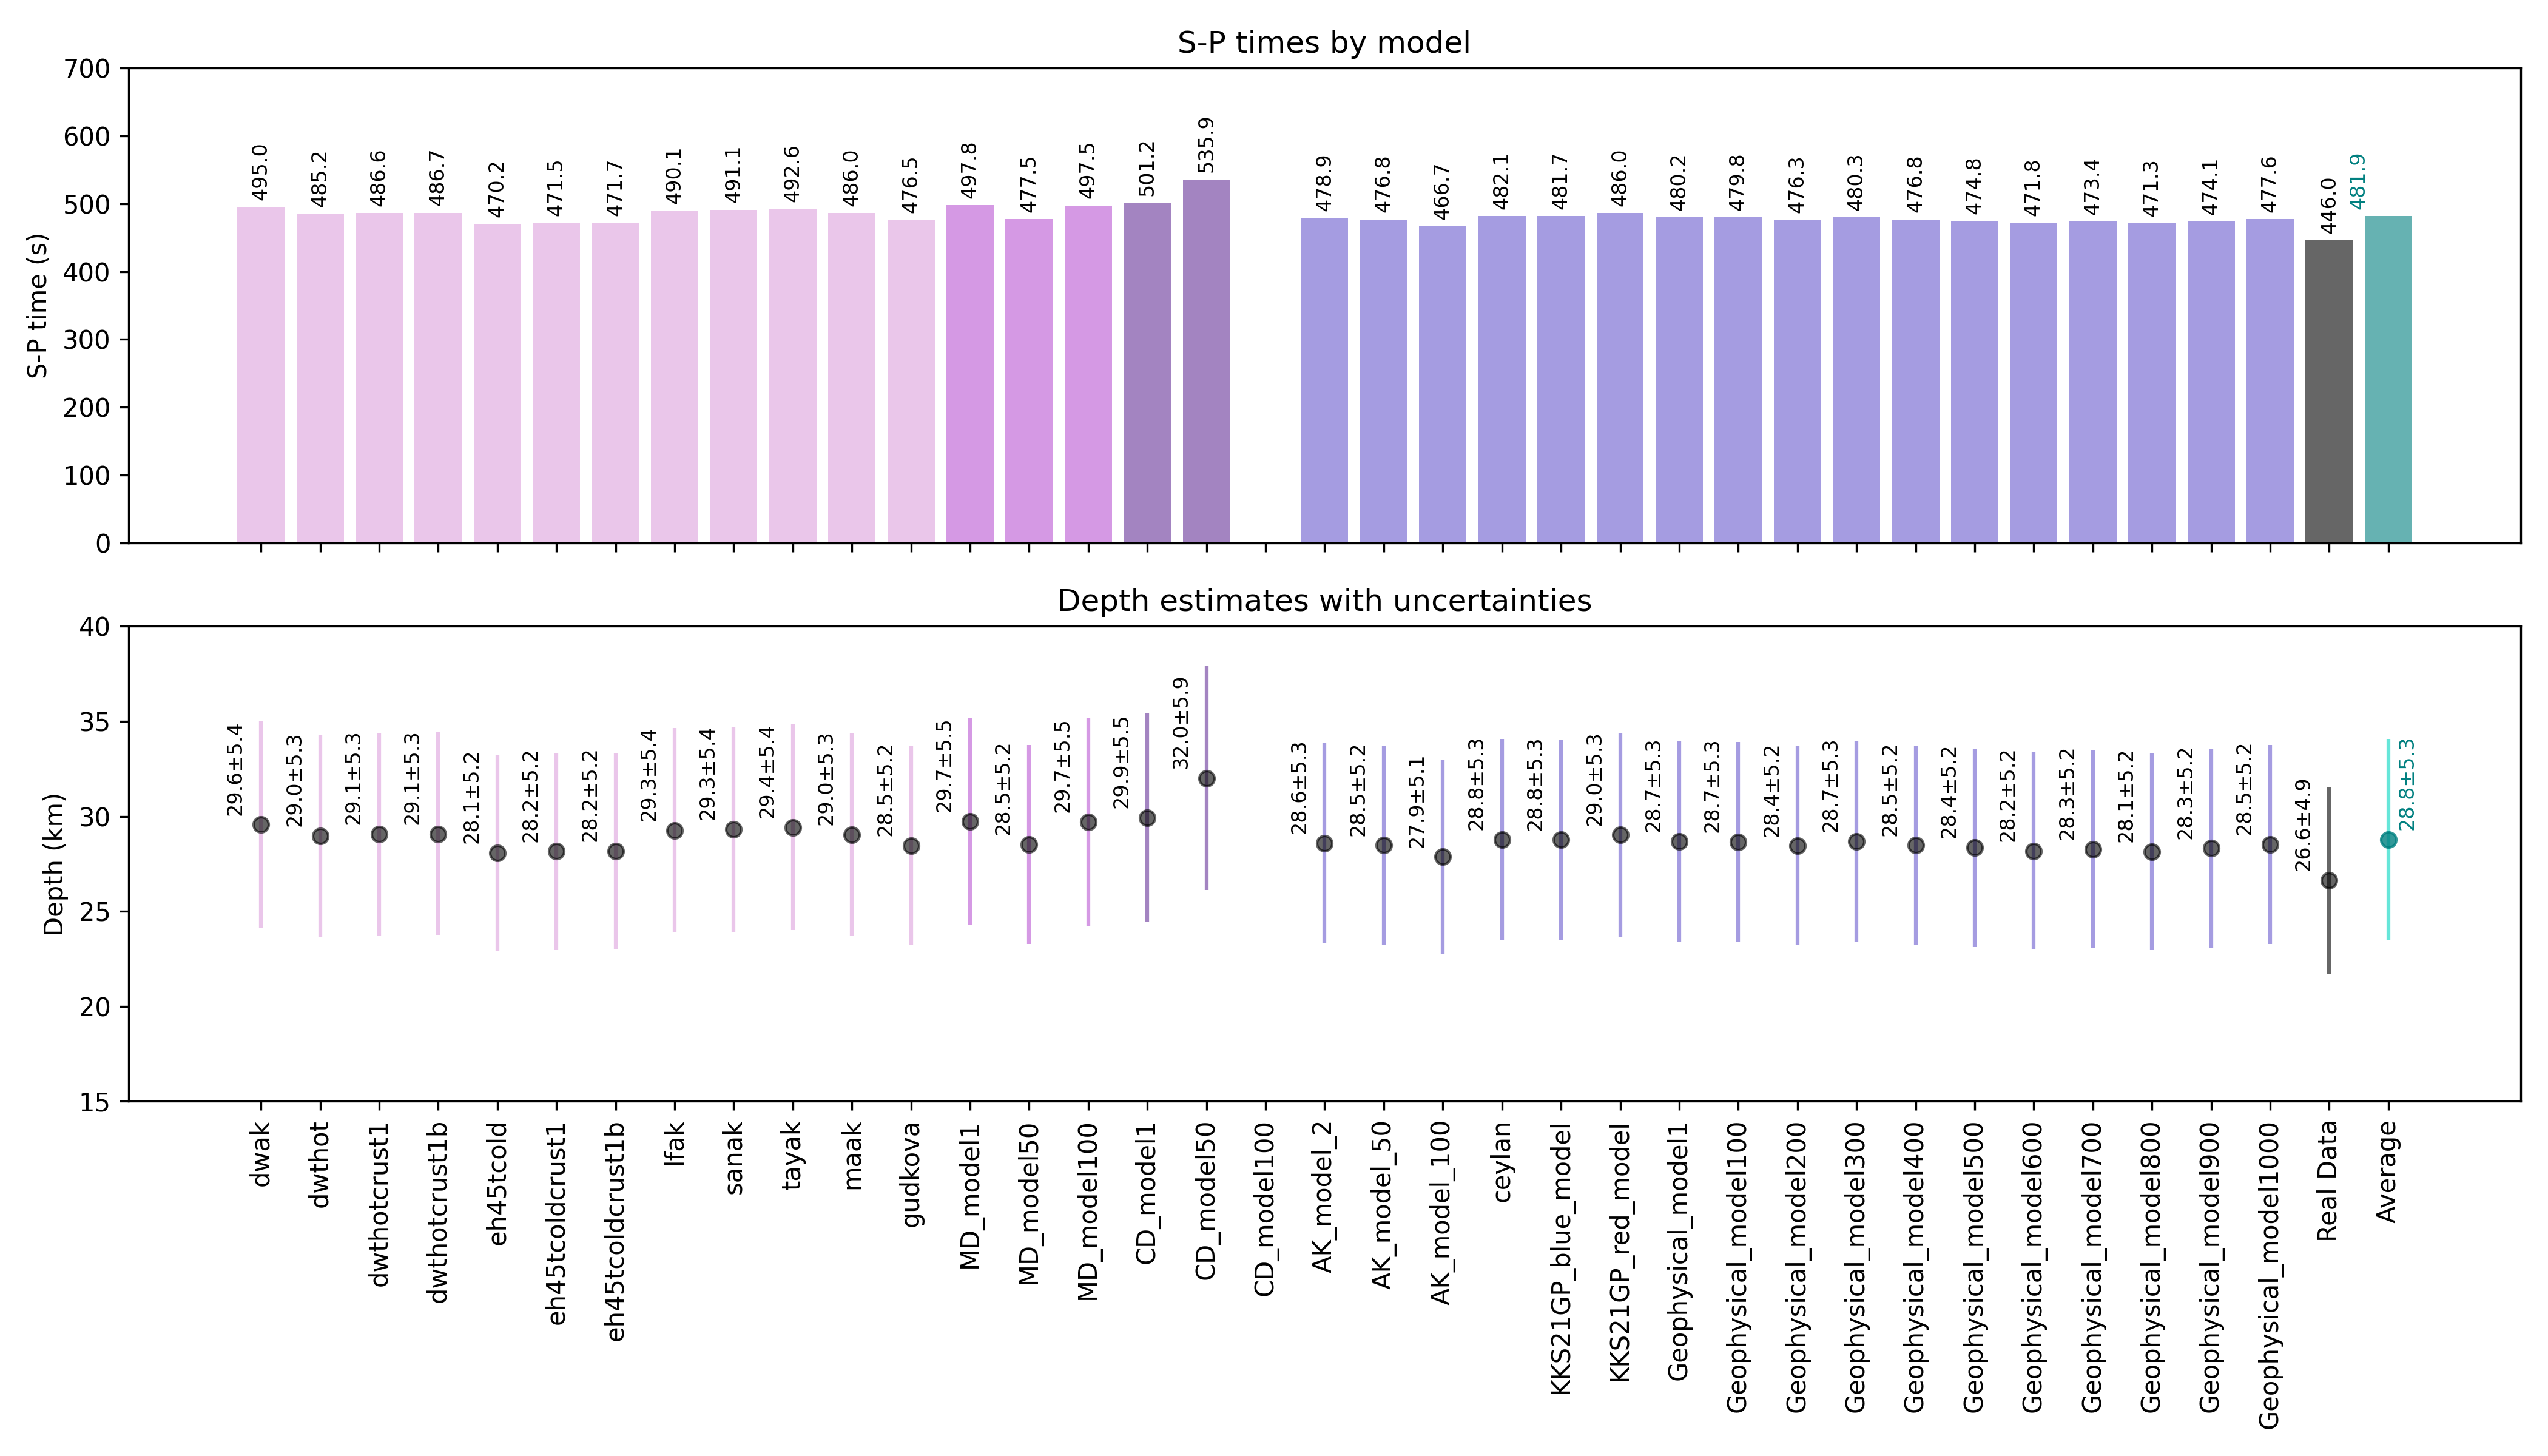 S-P times by model
S-P time (s)
700
600
500
400
300
200
100
0
495.0
485.2
486.6
486.7
470.2
471.5
471.7
490.1
491.1
492.6
486.0
476.5
497.8
477.5
497.5
501.2
535.9
478.9
476.8
466.7
482.1
481.7
486.0
480.2
479.8
476.3
480.3
476.8
474.8
471.8
473.4
471.3
474.1
477.6
446.0
481.9
Depth estimates with uncertainties
Depth (km)
40
35
30
25
20
15
29.6±5.4
29.0±5.3
29.1±5.3
29.1±5.3
28.1±5.2
28.2±5.2
28.2±5.2
29.3±5.4
29.3±5.4
29.4±5.4
29.0±5.3
28.5±5.2
29.7±5.5
28.5±5.2
29.7±5.5
29.9±5.5
32.0±5.9
28.6±5.3
28.5±5.2
27.9±5.1
28.8±5.3
28.8±5.3
29.0±5.3
28.7±5.3
28.7±5.3
28.4±5.2
28.7±5.3
28.5±5.2
28.4±5.2
28.2±5.2
28.3±5.2
28.1±5.2
28.3±5.2
28.5±5.2
26.6±4.9
28.8±5.3
dwak
dwthot
dwthotcrust1
dwthotcrust1b
eh45tcold
eh45tcoldcrust1
eh45tcoldcrust1b
lfak
sanak
tayak
maak
gudkova
MD_model1
MD_model50
MD_model100
CD_model1
CD_model50
CD_model100
AK_model_2
AK_model_50
AK_model_100
ceylan
KKS21GP_blue_model
KKS21GP_red_model
Geophysical_model1
Geophysical_model100
Geophysical_model200
Geophysical_model300
Geophysical_model400
Geophysical_model500
Geophysical_model600
Geophysical_model700
Geophysical_model800
Geophysical_model900
Geophysical_model1000
Real Data
Average